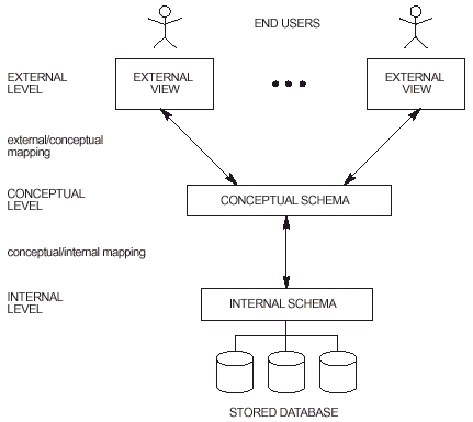 END USERS
EXTERNAL
LEVEL
EXTERNAL
VIEW
EXTERNAL
VIEW
external/conceptual
mapping
CONCEPTUAL
LEVEL
CONCEPTUAL SCHEMA
conceptual/internal mapping
INTERNAL
LEVEL
INTERNAL SCHEMA
STORED DATABASE